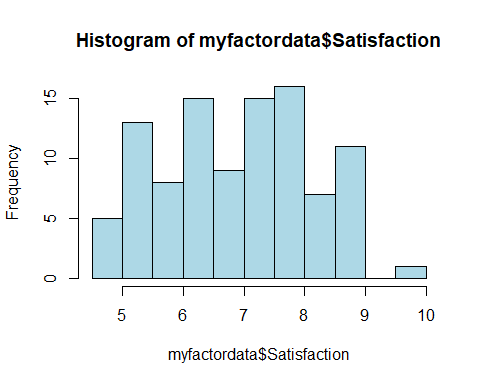 Histogram of myfactordata$Satisfaction
Frequency
15
10
5
0
5 6 7 8 9 10
myfactordata$Satisfaction